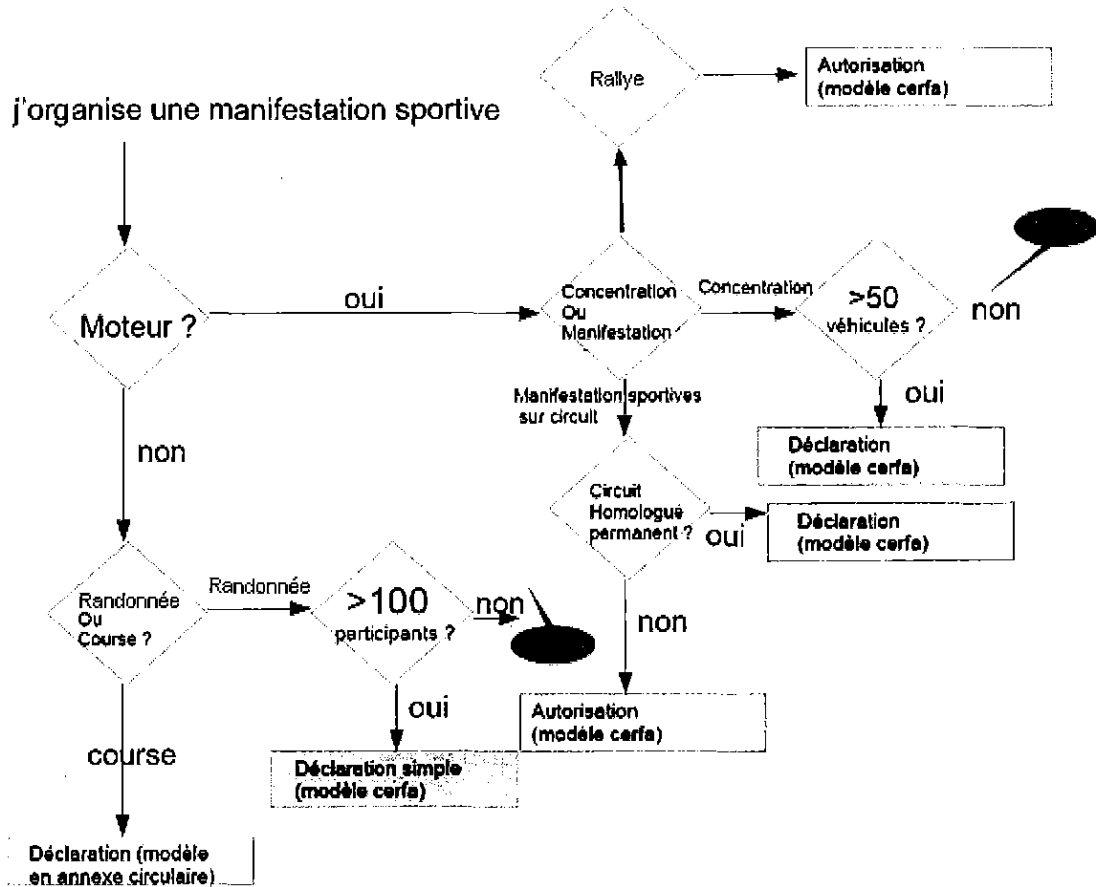 Rallye
Autorisation
(modèle cerfa)
j'organise une manifestation sportive
Moteur ?
oui
Concentration
Ou
Manifestation
Concentration
>50
véhicules ?
non
oui
Déclaration
(modèle cerfa)
Manifestation sportives
sur circuit
non
Circuit
Homologué
permanent ?
oui
Déclaration
(modèle cerfa)
Randonnée
Ou
Course ?
Randonnée
>100
participants ?
non
non
oui
Autorisation
(modèle cerfa)
course
Déclaration simple
(modèle cerfa)
Déclaration (modèle
en annexe circulaire)